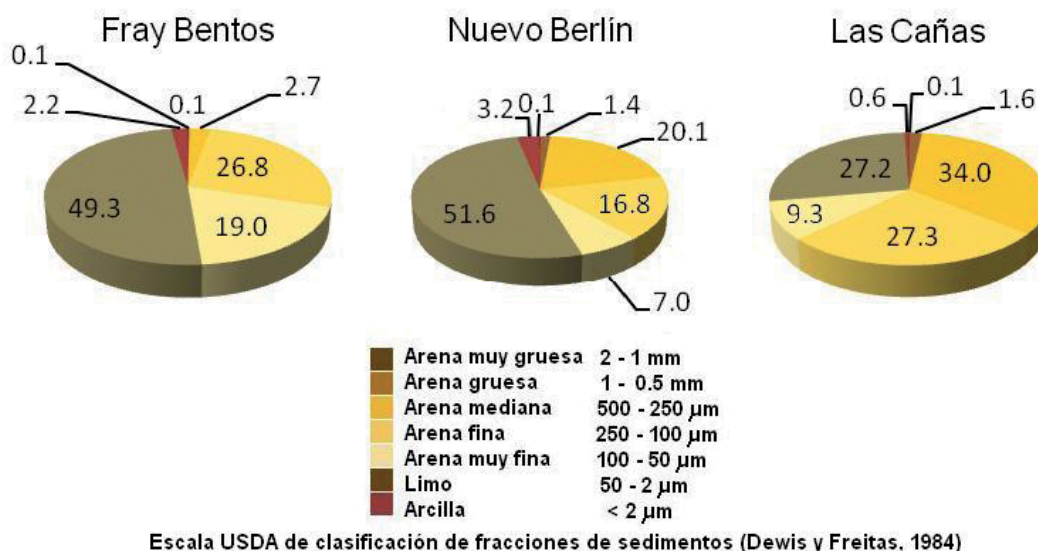 Fray Bentos
Nuevo Berlín
Las Cañas
0.1
2.2
0.1
2.7
26.8
49.3
19.0
3.2
0.1
1.4
20.1
16.8
51.6
7.0
0.6
0.1
1.6
27.2
34.0
9.3
27.3
Arena muy gruesa 2 - 1 mm
Arena gruesa 1 - 0.5 mm
Arena mediana 500 - 250 µm
Arena fina 250 - 100 µm
Arena muy fina 100 - 50 µm
Limo 50 - 2 µm
Arcilla < 2 µm
Escala USDA de clasificación de fracciones de sedimentos (Dewis y Freitas, 1984)